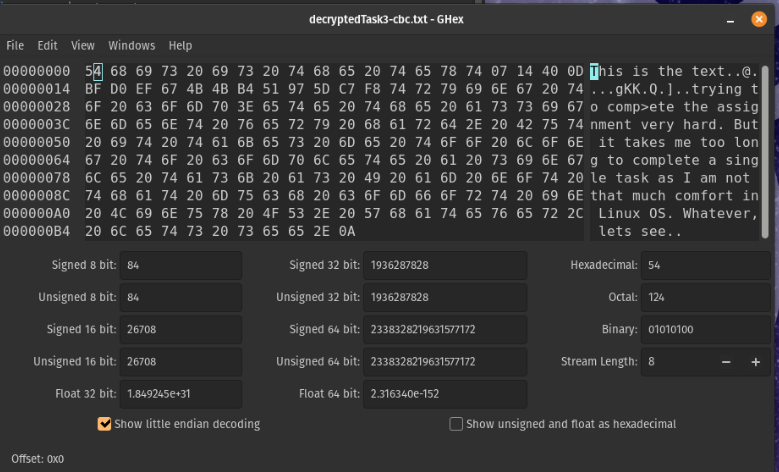 decryptedTask3-cbc.txt - GHex
File Edit View Windows Help
00000000 54 68 69 73 20 69 73 20 74 68 65 20 74 65 78 74 07 14 40 0D This is the text..@.
00000014 BF D0 EF 67 4B 4B B4 51 97 5D C7 F8 74 72 79 69 6E 67 20 74 ...gKK.Q.]..trying t
00000028 6F 20 63 6F 6D 70 3E 65 74 65 20 74 68 65 20 61 73 73 69 67 o comp>ete the assig
0000003C 6E 6D 65 6E 74 20 76 65 72 79 20 68 61 72 64 2E 20 42 75 74 nment very hard. But
00000050 20 69 74 20 74 61 6B 65 73 20 6D 65 20 74 6F 6F 20 6C 6F 6E it takes me too lon
00000064 67 20 74 6F 20 63 6F 6D 70 6C 65 74 65 20 61 20 73 69 6E 67 g to complete a sing
00000078 6C 65 20 74 61 73 6B 20 61 73 20 49 20 61 6D 20 6E 6F 74 20 le task as I am not
0000008C 74 68 61 74 20 6D 75 63 68 20 63 6F 6D 66 6F 72 74 20 69 6E that much comfort in
000000A0 20 4C 69 6E 75 78 20 4F 53 2E 20 57 68 61 74 65 76 65 72 2C Linux OS. Whatever,
000000B4 20 6C 65 74 73 20 73 65 65 2E 0A lets see..
Signed 8 bit: 84 Signed 32 bit: 1936287828 Hexadecimal: 54
Unsigned 8 bit: 84 Unsigned 32 bit: 1936287828 Octal: 124
Signed 16 bit: 26708 Signed 64 bit: 2338328219631577172 Binary: 01010100
Unsigned 16 bit: 26708 Unsigned 64 bit: 2338328219631577172 Stream Length: 8 − +
Float 32 bit: 1.849245e+31 Float 64 bit: 2.316340e-152
Show little endian decoding Show unsigned and float as hexadecimal
Offset: 0x0